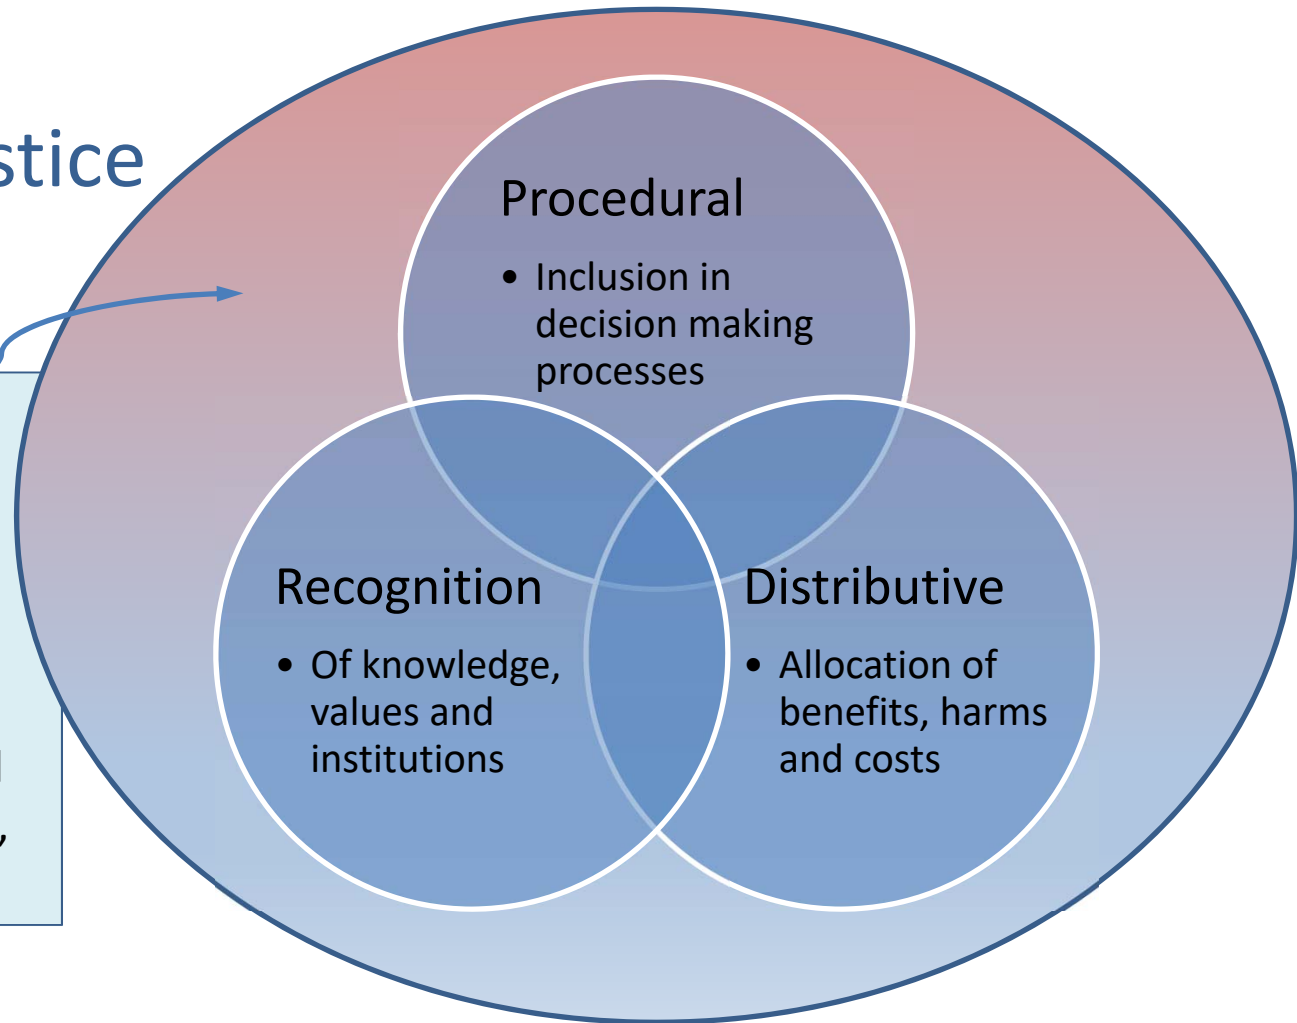 stice
Procedural
• Inclusion in
decision making
processes
Recognition
• Of knowledge,
values and
institutions
Distributive
• Allocation of
benefits, harms
and costs